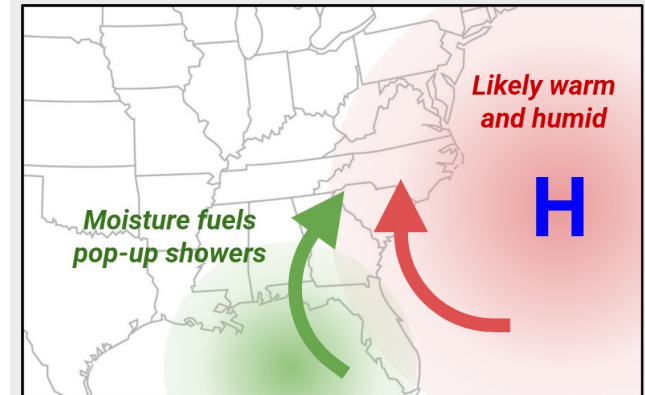 Likely warm
and humid
H
Moisture fuels
pop-up showers